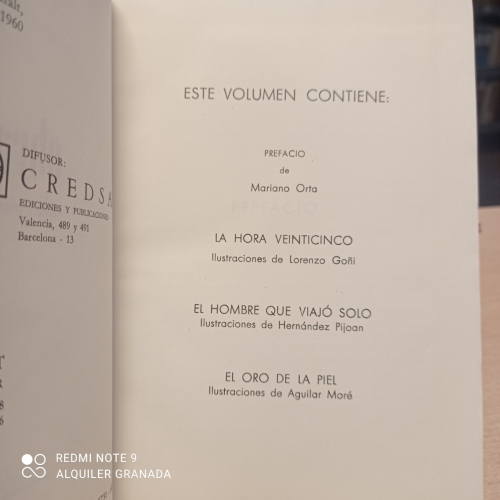 1960
DIFUSOR:
CREDSA
EDICIONES Y PUBLICACIONES
Valencia, 489 y 491
Barcelona - 13
ESTE VOLUMEN CONTIENE:
PREFACIO
de
Mariano Orta
PREFACIO
LA HORA VEINTICINCO
Ilustraciones de Lorenzo Goñi
EL HOMBRE QUE VIAJÓ SOLO
Ilustraciones de Hernández Pijoan
EL ORO DE LA PIEL
Ilustraciones de Aguilar Moré
REDMI NOTE 9
ALQUILER GRANADA